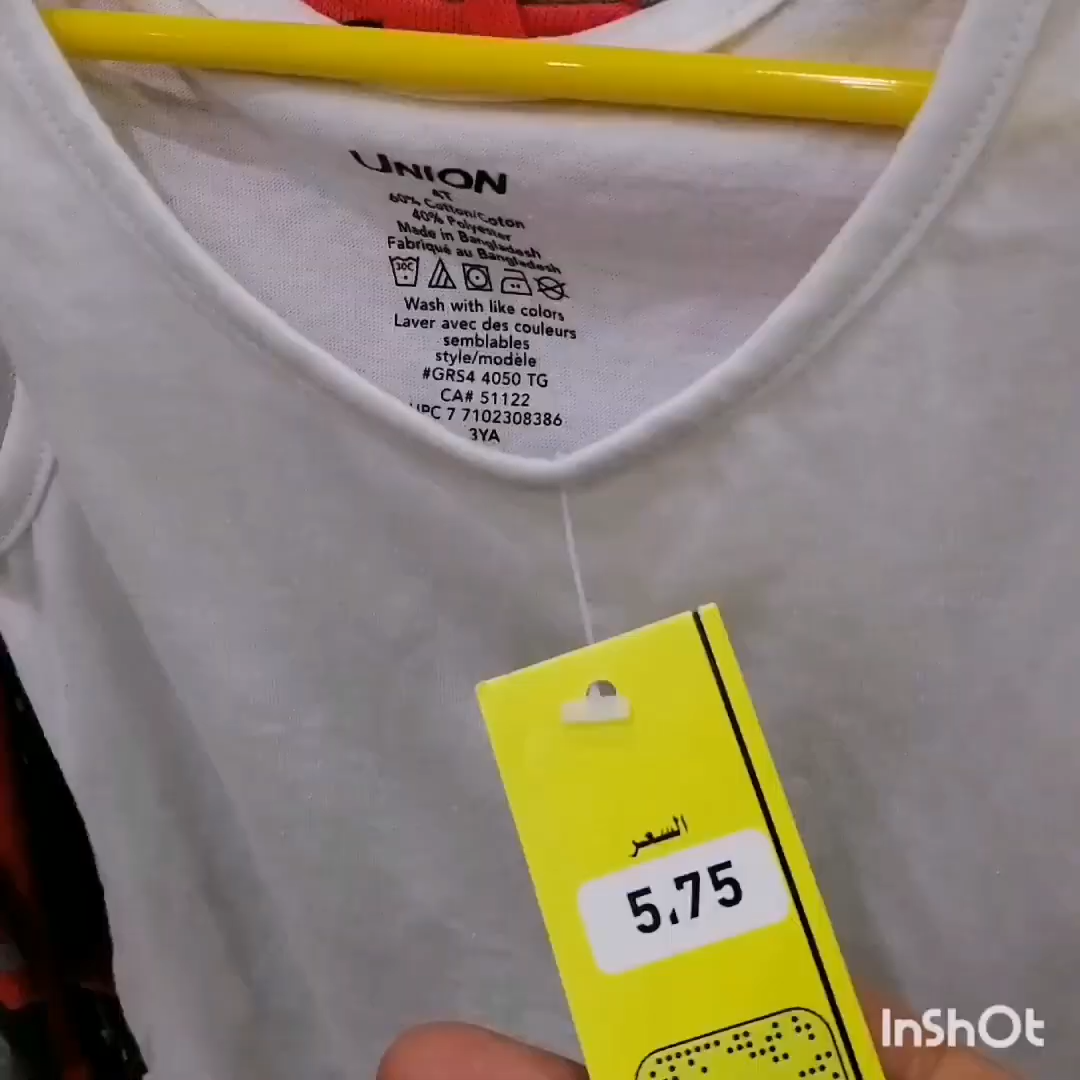 UNION
4T
60% Cotton/Coton
40% Polyester
Made in Bangladesh
Fabriqué au Bangladesh
30C
Wash with like colors
Laver avec des couleurs
semblables
style/modèle
#GRS4 4050 TG
CA# 51122
UPC 7 7102308386
3YA
السعر
5.75
InShOt